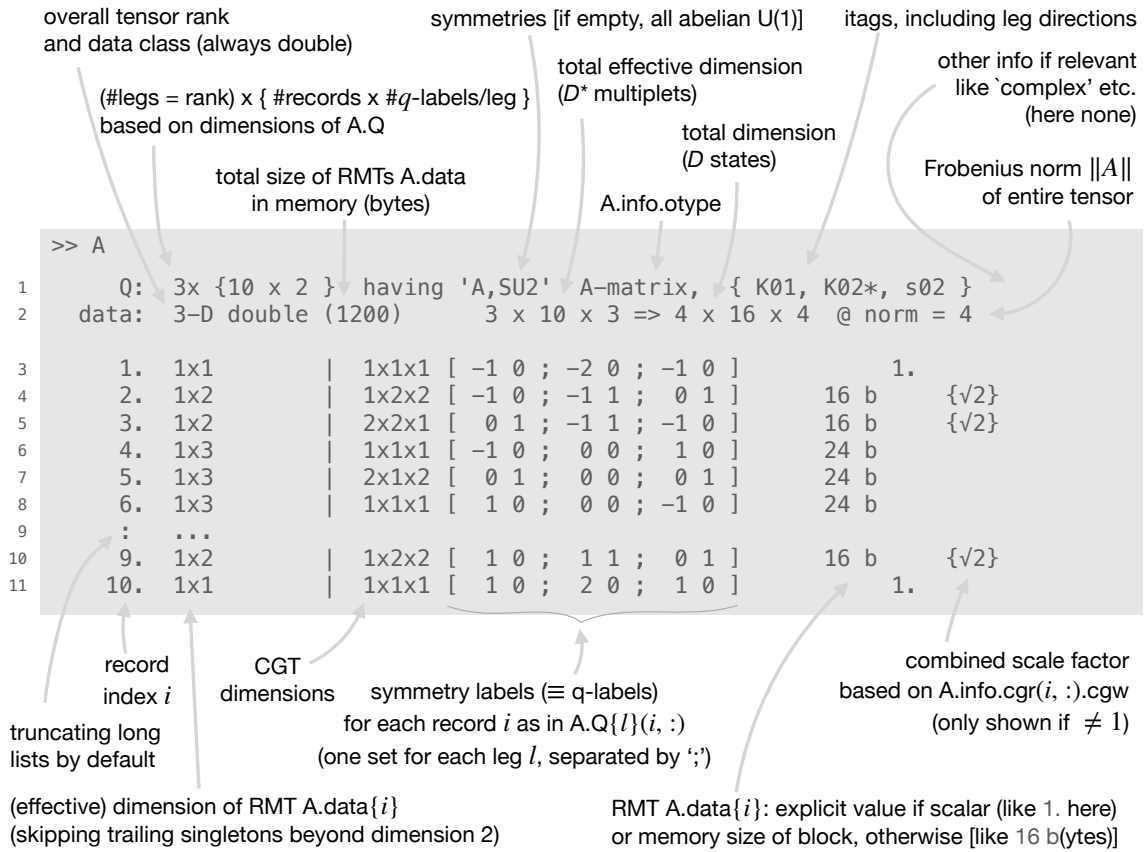 overall tensor rank
and data class (always double)
symmetries [if empty, all abelian U(1)]
itags, including leg directions
(#legs = rank) x { #records x #q-labels/leg }
based on dimensions of A.Q
total effective dimension
(D* multiplets)
other info if relevant
like `complex’ etc.
(here none)
total size of RMTs A.data
in memory (bytes)
total dimension
(D states)
A.info.otype
Frobenius norm ‖A‖
of entire tensor
>> A
1 Q: 3x {10 x 2 } having 'A,SU2' A-matrix, { K01, K02*, s02 }
2 data: 3-D double (1200) 3 x 10 x 3 => 4 x 16 x 4 @ norm = 4
3 1. 1x1 | 1x1x1 [ -1 0 ; -2 0 ; -1 0 ] 1.
4 2. 1x2 | 1x2x2 [ -1 0 ; -1 1 ; 0 1 ] 16 b {√2}
5 3. 1x2 | 2x2x1 [ 0 1 ; -1 1 ; -1 0 ] 16 b {√2}
6 4. 1x3 | 1x1x1 [ -1 0 ; 0 0 ; 1 0 ] 24 b
7 5. 1x3 | 2x1x2 [ 0 1 ; 0 0 ; 0 1 ] 24 b
8 6. 1x3 | 1x1x1 [ 1 0 ; 0 0 ; -1 0 ] 24 b
9 : ...
10 9. 1x2 | 1x2x2 [ 1 0 ; 1 1 ; 0 1 ] 16 b {√2}
11 10. 1x1 | 1x1x1 [ 1 0 ; 2 0 ; 1 0 ] 1.
record
index i
CGT
dimensions
symmetry labels (≡ q-labels)
for each record i as in A.Q{l}(i, :)
(one set for each leg l, separated by ‘;’)
combined scale factor
based on A.info.cgr(i, :).cgw
(only shown if ≠ 1)
truncating long
lists by default
(effective) dimension of RMT A.data{i}
(skipping trailing singletons beyond dimension 2)
RMT A.data{i}: explicit value if scalar (like 1. here)
or memory size of block, otherwise [like 16 b(ytes)]